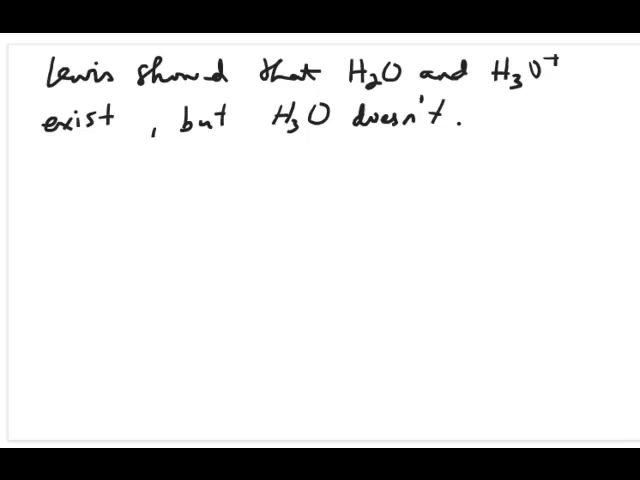 Lewis showed that H₂O and H₃O⁺
exist, but H₃O doesn't.